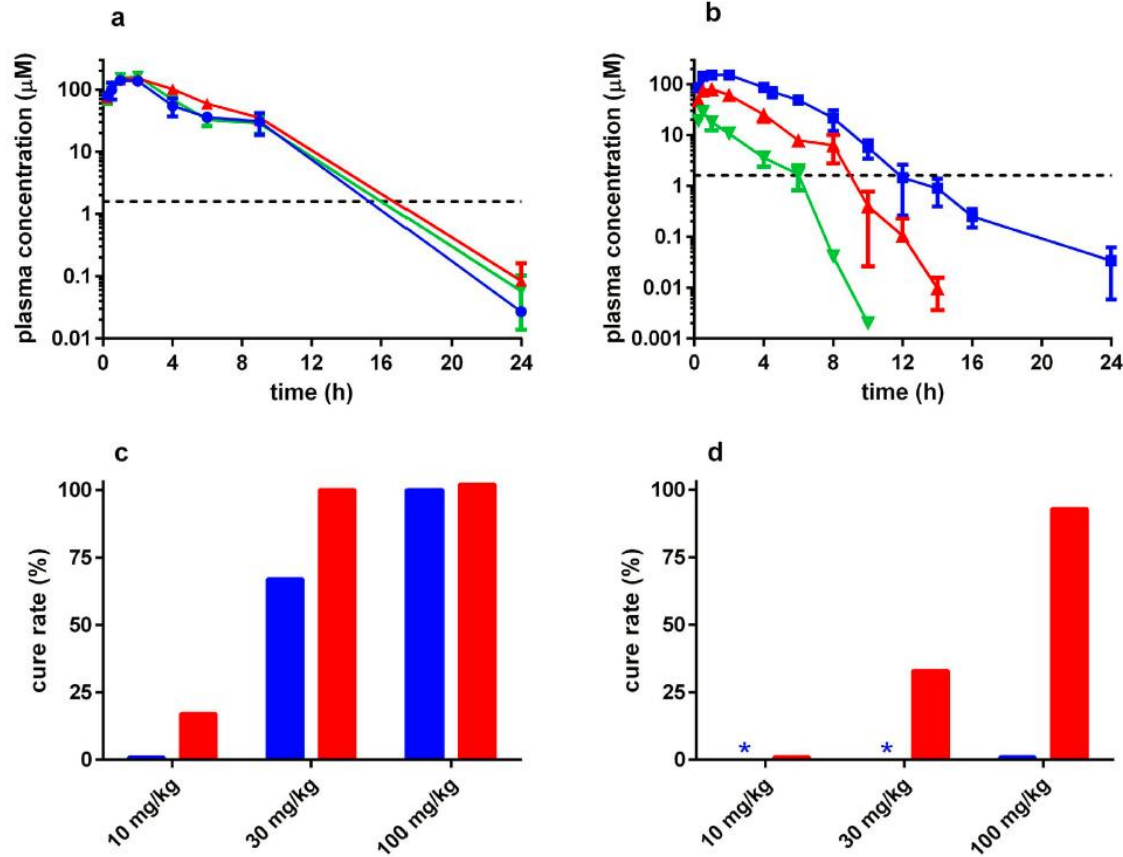 a
plasma concentration (μM)
100
10
1
0.1
0.01
0 4 8 12 16 20 24
time (h)
b
plasma concentration (μM)
100
10
1
0.1
0.01
0.001
0 4 8 12 16 20 24
time (h)
c
cure rate (%)
100
75
50
25
0
10 mg/kg
30 mg/kg
100 mg/kg
d
cure rate (%)
100
75
50
25
0
* *
10 mg/kg
30 mg/kg
100 mg/kg